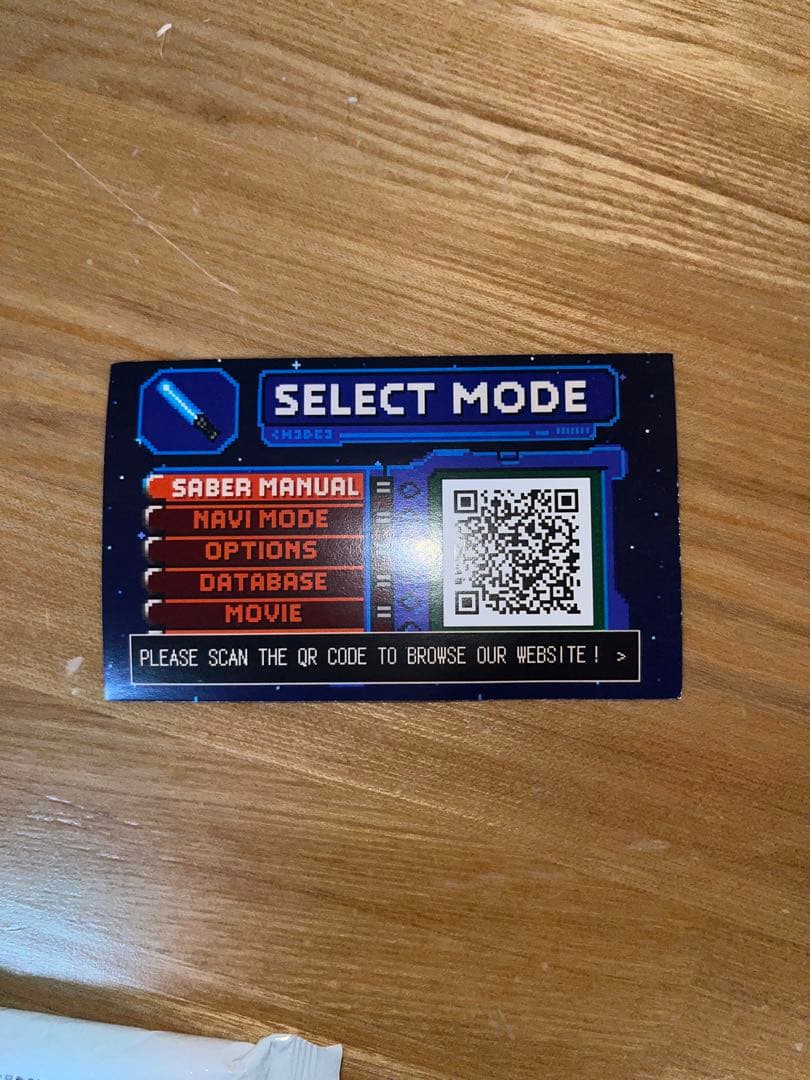 SELECT MODE
SABER MANUAL
NAVI MODE
OPTIONS
DATABASE
MOVIE
PLEASE SCAN THE QR CODE TO BROWSE OUR WEBSITE! >